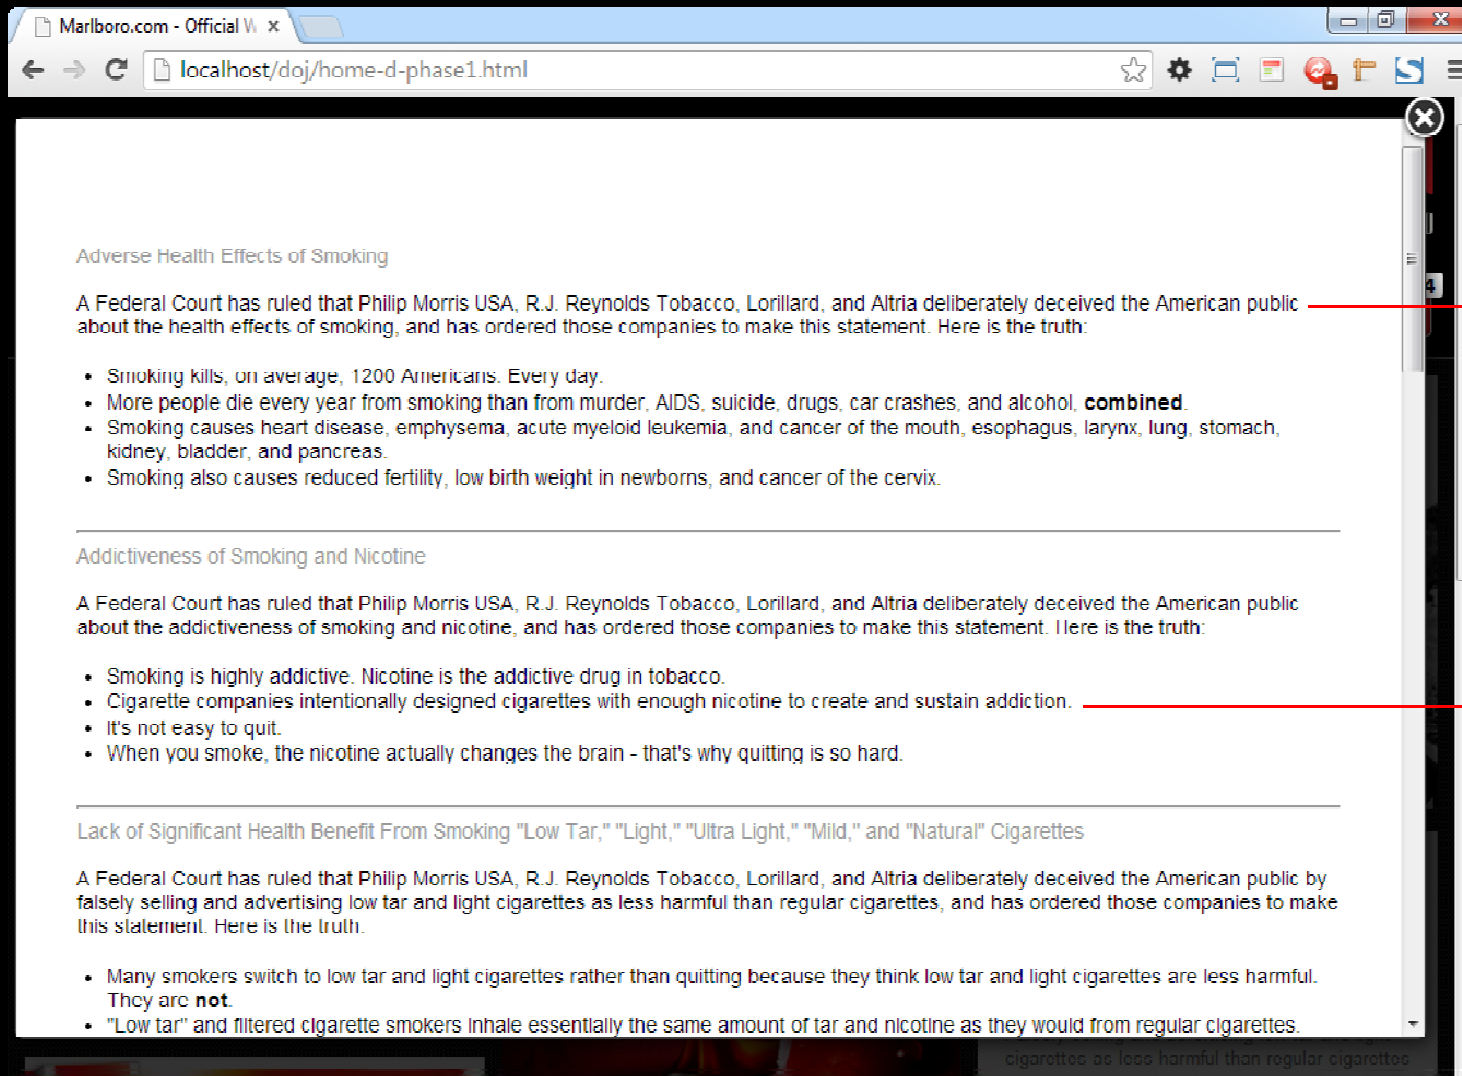 Marlboro.com - Official W
localhost/doj/home-d-phase1.html
Adverse Health Effects of Smoking
A Federal Court has ruled that Philip Morris USA, R.J. Reynolds Tobacco, Lorillard, and Altria deliberately deceived the American public
about the health effects of smoking, and has ordered those companies to make this statement. Here is the truth:
• Smoking kills, on average, 1200 Americans. Every day.
• More people die every year from smoking than from murder, AIDS, suicide, drugs, car crashes, and alcohol, combined.
• Smoking causes heart disease, emphysema, acute myeloid leukemia, and cancer of the mouth, esophagus, larynx, lung, stomach,
kidney, bladder, and pancreas.
• Smoking also causes reduced fertility, low birth weight in newborns, and cancer of the cervix.
Addictiveness of Smoking and Nicotine
A Federal Court has ruled that Philip Morris USA, R.J. Reynolds Tobacco, Lorillard, and Altria deliberately deceived the American public
about the addictiveness of smoking and nicotine, and has ordered those companies to make this statement. Here is the truth:
• Smoking is highly addictive. Nicotine is the addictive drug in tobacco.
• Cigarette companies intentionally designed cigarettes with enough nicotine to create and sustain addiction.
• It's not easy to quit.
• When you smoke, the nicotine actually changes the brain - that's why quitting is so hard.
Lack of Significant Health Benefit From Smoking "Low Tar," "Light," "Ultra Light," "Mild," and "Natural" Cigarettes
A Federal Court has ruled that Philip Morris USA, R.J. Reynolds Tobacco, Lorillard, and Altria deliberately deceived the American public by
falsely selling and advertising low tar and light cigarettes as less harmful than regular cigarettes, and has ordered those companies to make
this statement. Here is the truth.
• Many smokers switch to low tar and light cigarettes rather than quitting because they think low tar and light cigarettes are less harmful.
They are not.
• "Low tar" and filtered cigarette smokers inhale essentially the same amount of tar and nicotine as they would from regular cigarettes.
4
cigarettes as less harmful than regular cigarettes